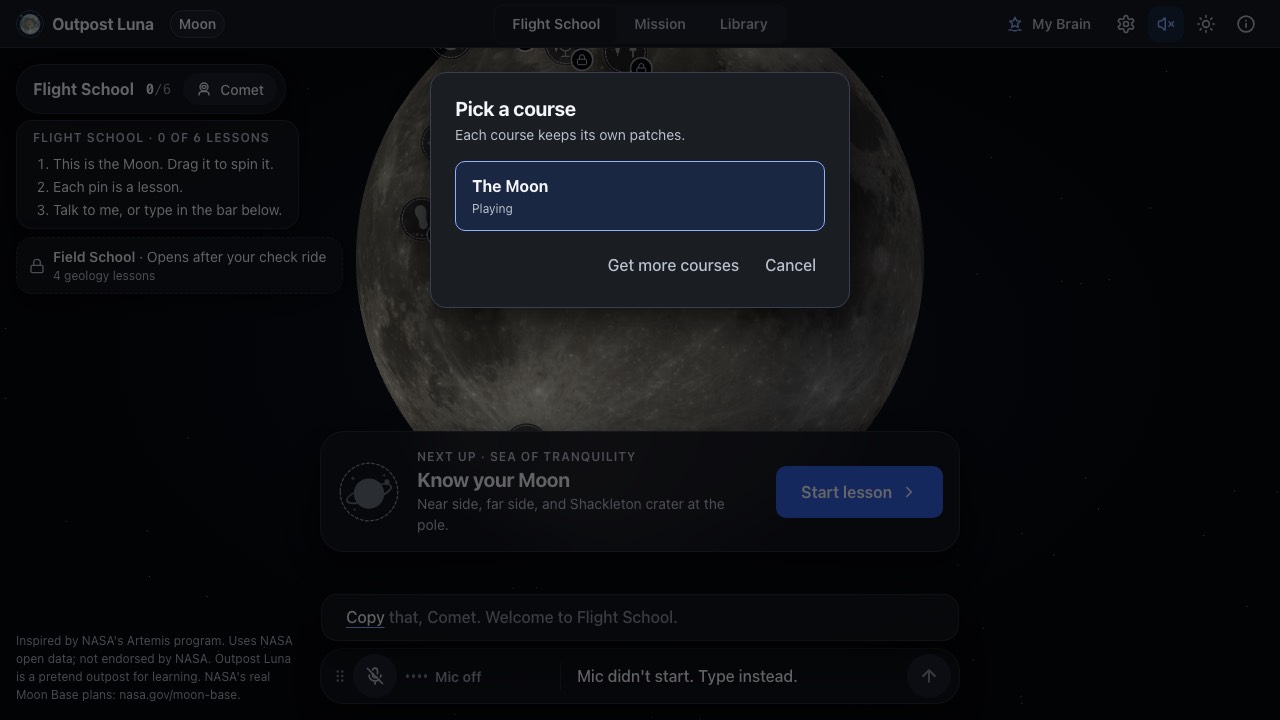 Outpost Luna
Moon
Flight School
Mission
Library
My Brain
Flight School 0/6
Comet
FLIGHT SCHOOL · 0 OF 6 LESSONS
1. This is the Moon. Drag it to spin it.
2. Each pin is a lesson.
3. Talk to me, or type in the bar below.
Field School · Opens after your check ride
4 geology lessons
Pick a course
Each course keeps its own patches.
The Moon
Playing
Get more courses
Cancel
NEXT UP · SEA OF TRANQUILITY
Know your Moon
Near side, far side, and Shackleton crater at the
pole.
Start lesson
Copy that, Comet. Welcome to Flight School.
Mic off
Mic didn't start. Type instead.
Inspired by NASA's Artemis program. Uses NASA
open data; not endorsed by NASA. Outpost Luna
is a pretend outpost for learning. NASA's real
Moon Base plans: nasa.gov/moon-base.